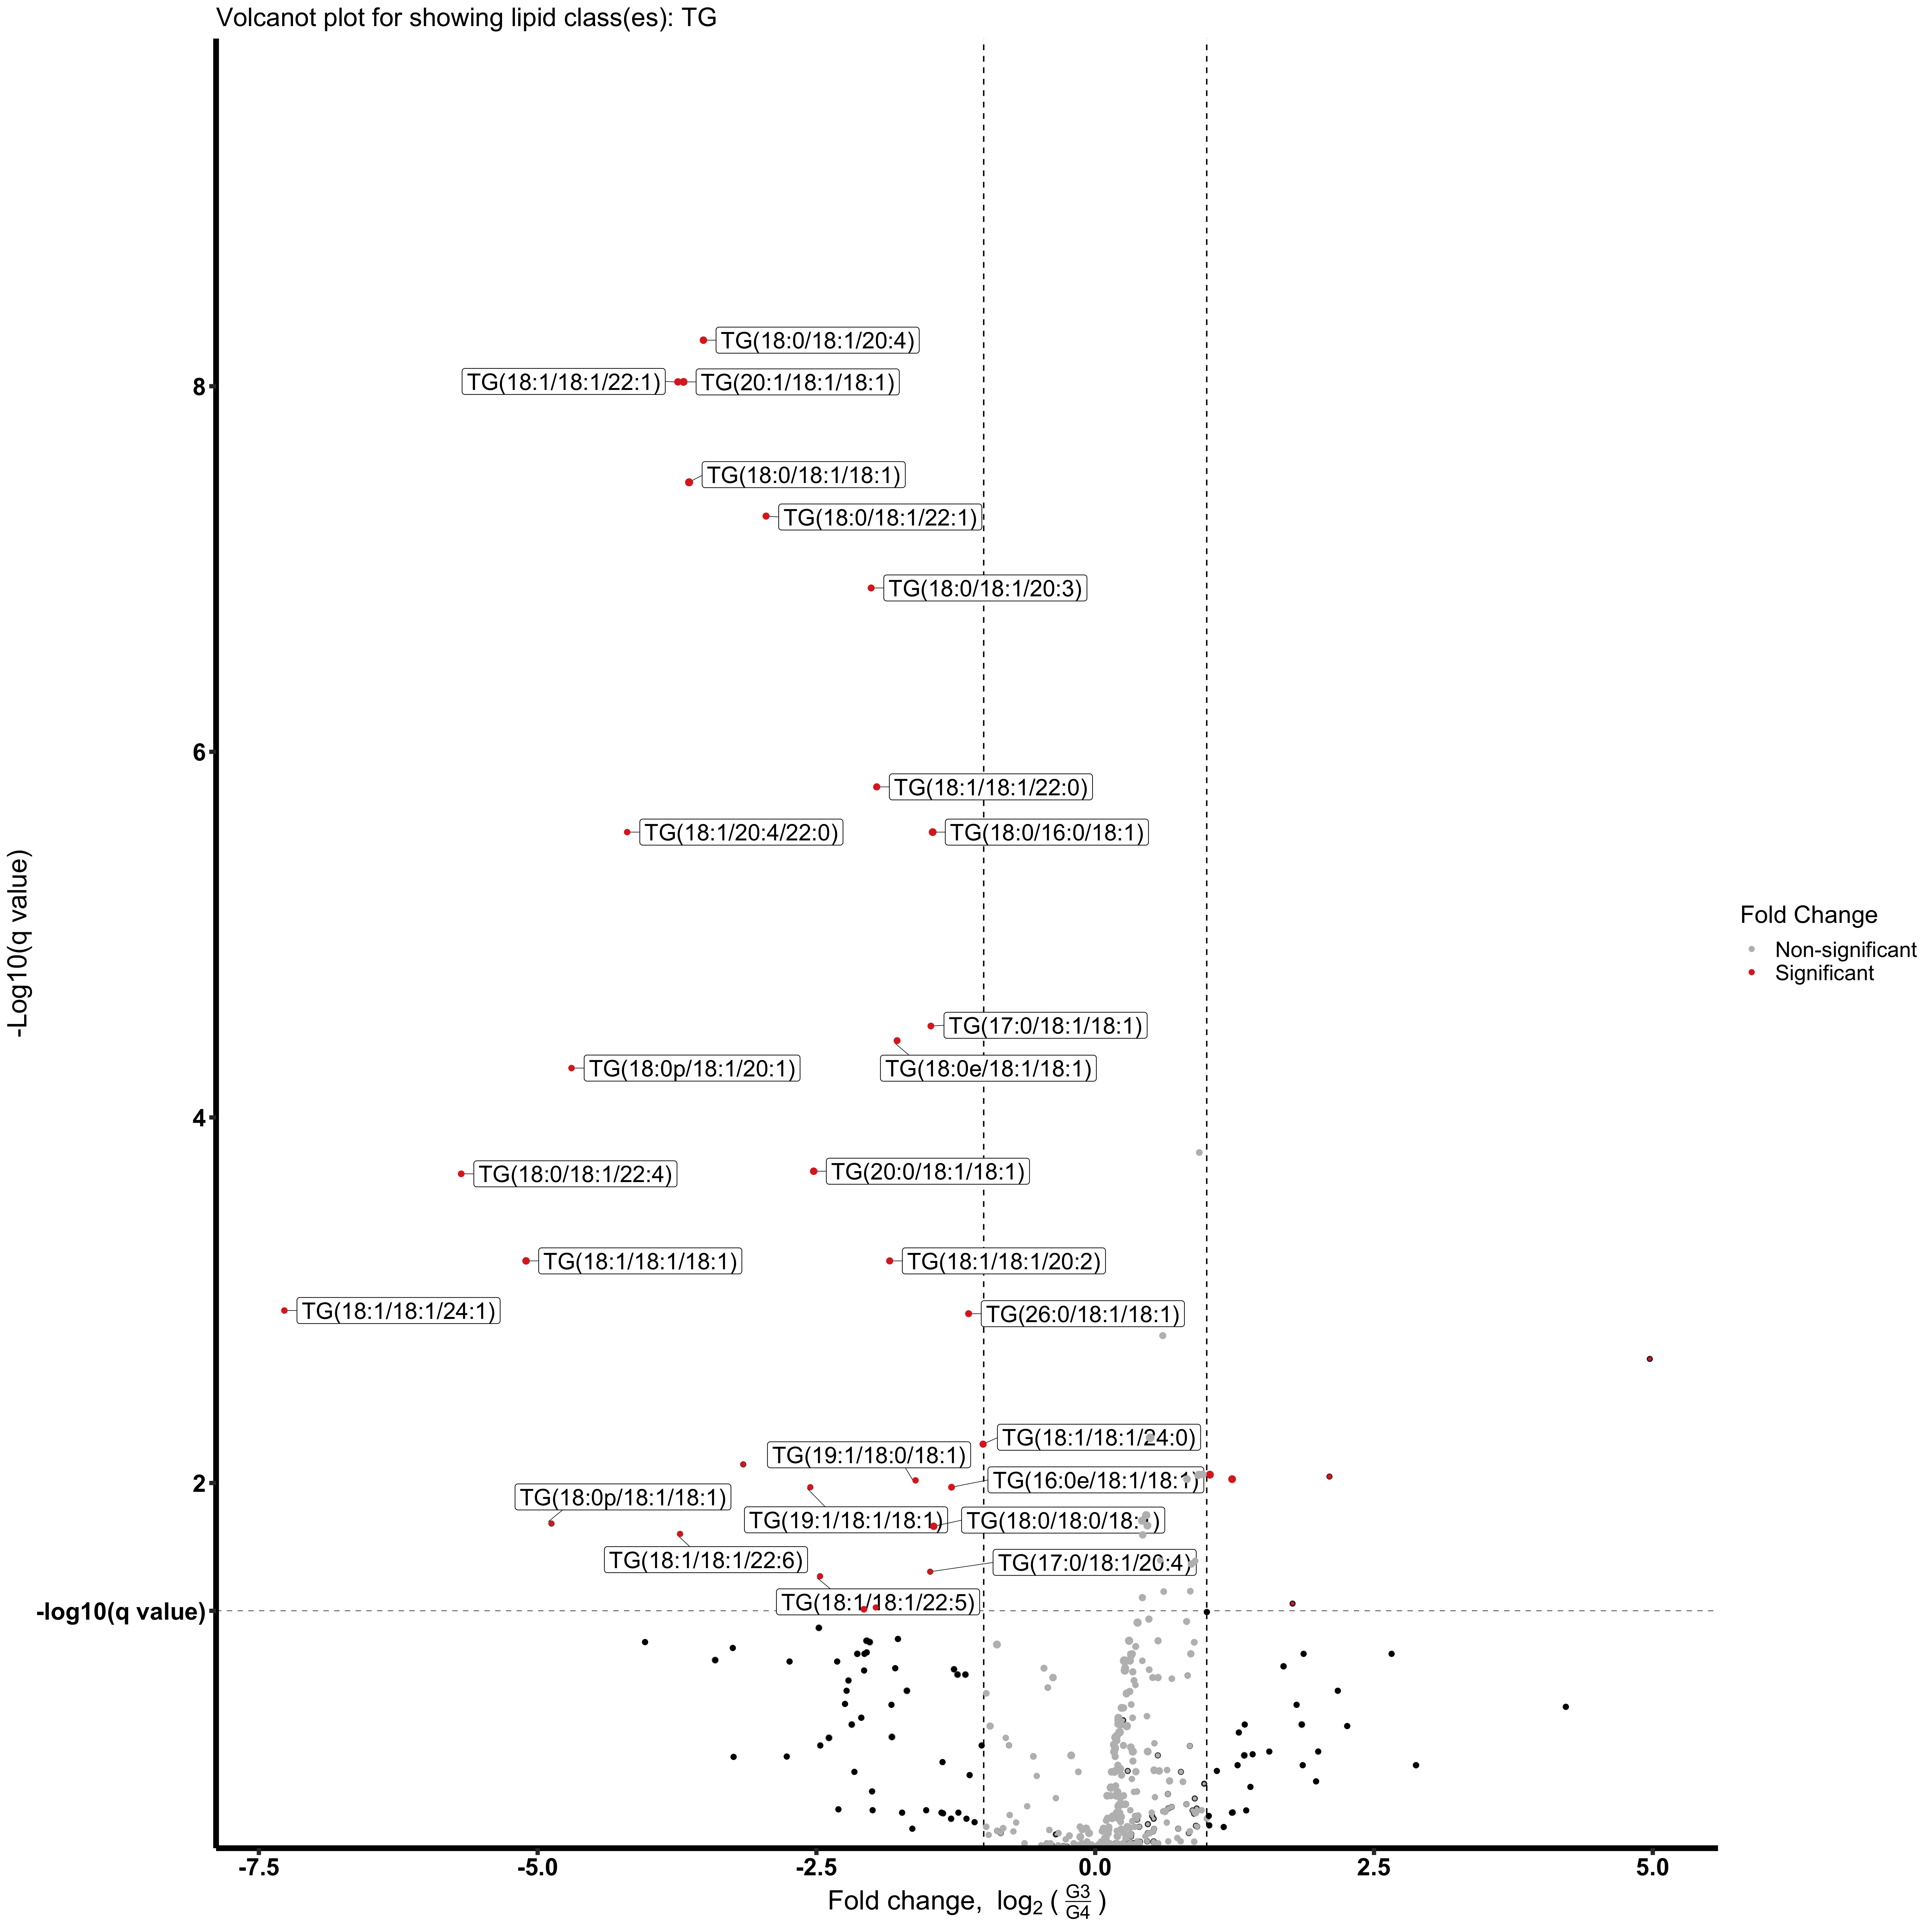 Volcanot plot for showing lipid class(es): TG
TG(18:0/18:1/20:4)
TG(18:1/18:1/22:1)
TG(20:1/18:1/18:1)
8
TG(18:0/18:1/18:1)
TG(18:0/18:1/22:1)
TG(18:0/18:1/20:3)
6
TG(18:1/18:1/22:0)
TG(18:1/20:4/22:0)
TG(18:0/16:0/18:1)
-Log10(q value)
Fold Change
Non-significant
Significant
TG(17:0/18:1/18:1)
TG(18:0e/18:1/18:1)
TG(18:0p/18:1/20:1)
4
TG(18:0/18:1/22:4)
TG(20:0/18:1/18:1)
TG(18:1/18:1/18:1)
TG(18:1/18:1/20:2)
TG(18:1/18:1/24:1)
TG(26:0/18:1/18:1)
TG(18:1/18:1/24:0)
TG(19:1/18:0/18:1)
2
TG(16:0e/18:1/18:1)
TG(18:0p/18:1/18:1)
TG(19:1/18:1/18:1)
TG(18:0/18:0/18:1)
TG(18:1/18:1/22:6)
TG(17:0/18:1/20:4)
TG(18:1/18:1/22:5)
-log10(q value)
-7.5
-5.0
-2.5
0.0
2.5
5.0
Fold change, log2 ( G3/G4 )